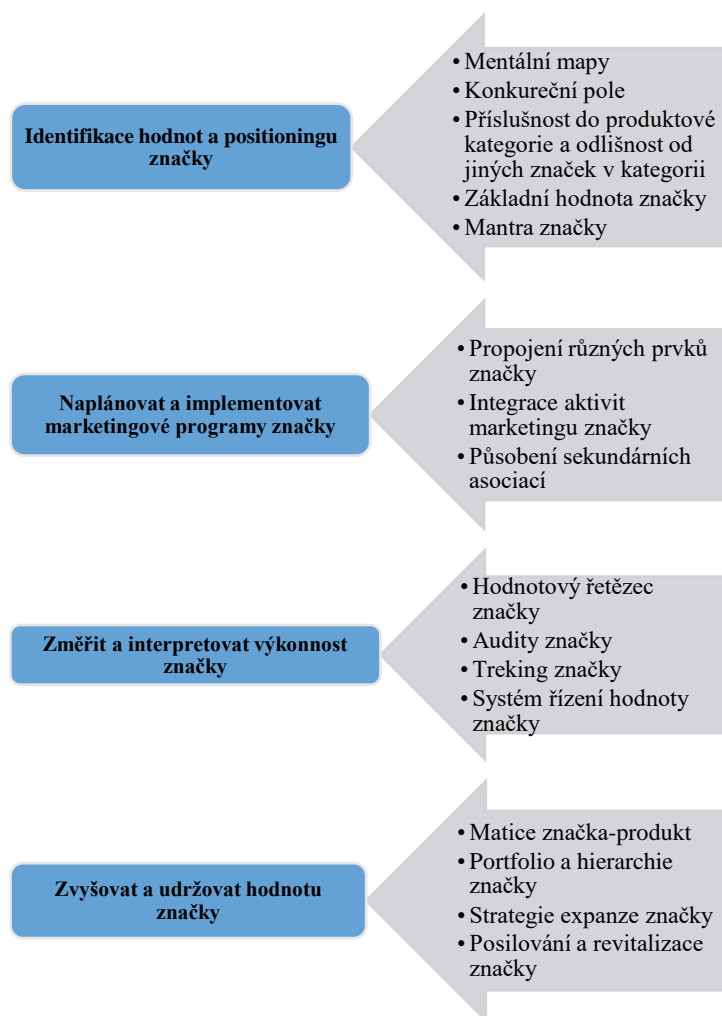 Identifikace hodnot a positioningu
značky
• Mentální mapy
• Konkureční pole
• Příslušnost do produktové
kategorie a odlišnost od
jiných značek v kategorii
• Základní hodnota značky
• Mantra značky
Naplánovat a implementovat
marketingové programy značky
• Propojení různých prvků
značky
• Integrace aktivit
marketingu značky
• Působení sekundárních
asociací
Změřit a interpretovat výkonnost
značky
• Hodnotový řetězec
značky
• Audity značky
• Treking značky
• Systém řízení hodnoty
značky
Zvyšovat a udržovat hodnotu
značky
• Matice značka-produkt
• Portfolio a hierarchie
značky
• Strategie expanze značky
• Posilování a revitalizace
značky